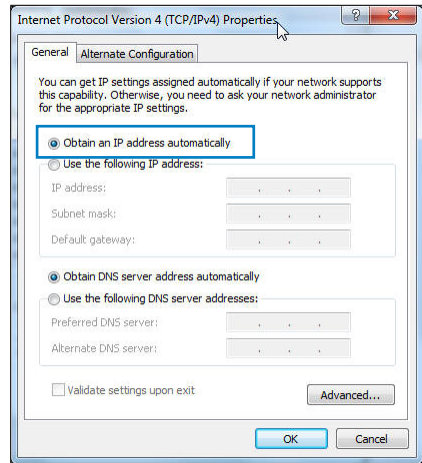 Internet Protocol Version 4 (TCP/IPv4) Properties
General
Alternate Configuration
You can get IP settings assigned automatically if your network supports
this capability. Otherwise, you need to ask your network administrator
for the appropriate IP settings.
Obtain an IP address automatically
Use the following IP address:
IP address:
Subnet mask:
Default gateway:
Obtain DNS server address automatically
Use the following DNS server addresses:
Preferred DNS server:
Alternate DNS server:
Validate settings upon exit
Advanced...
OK
Cancel